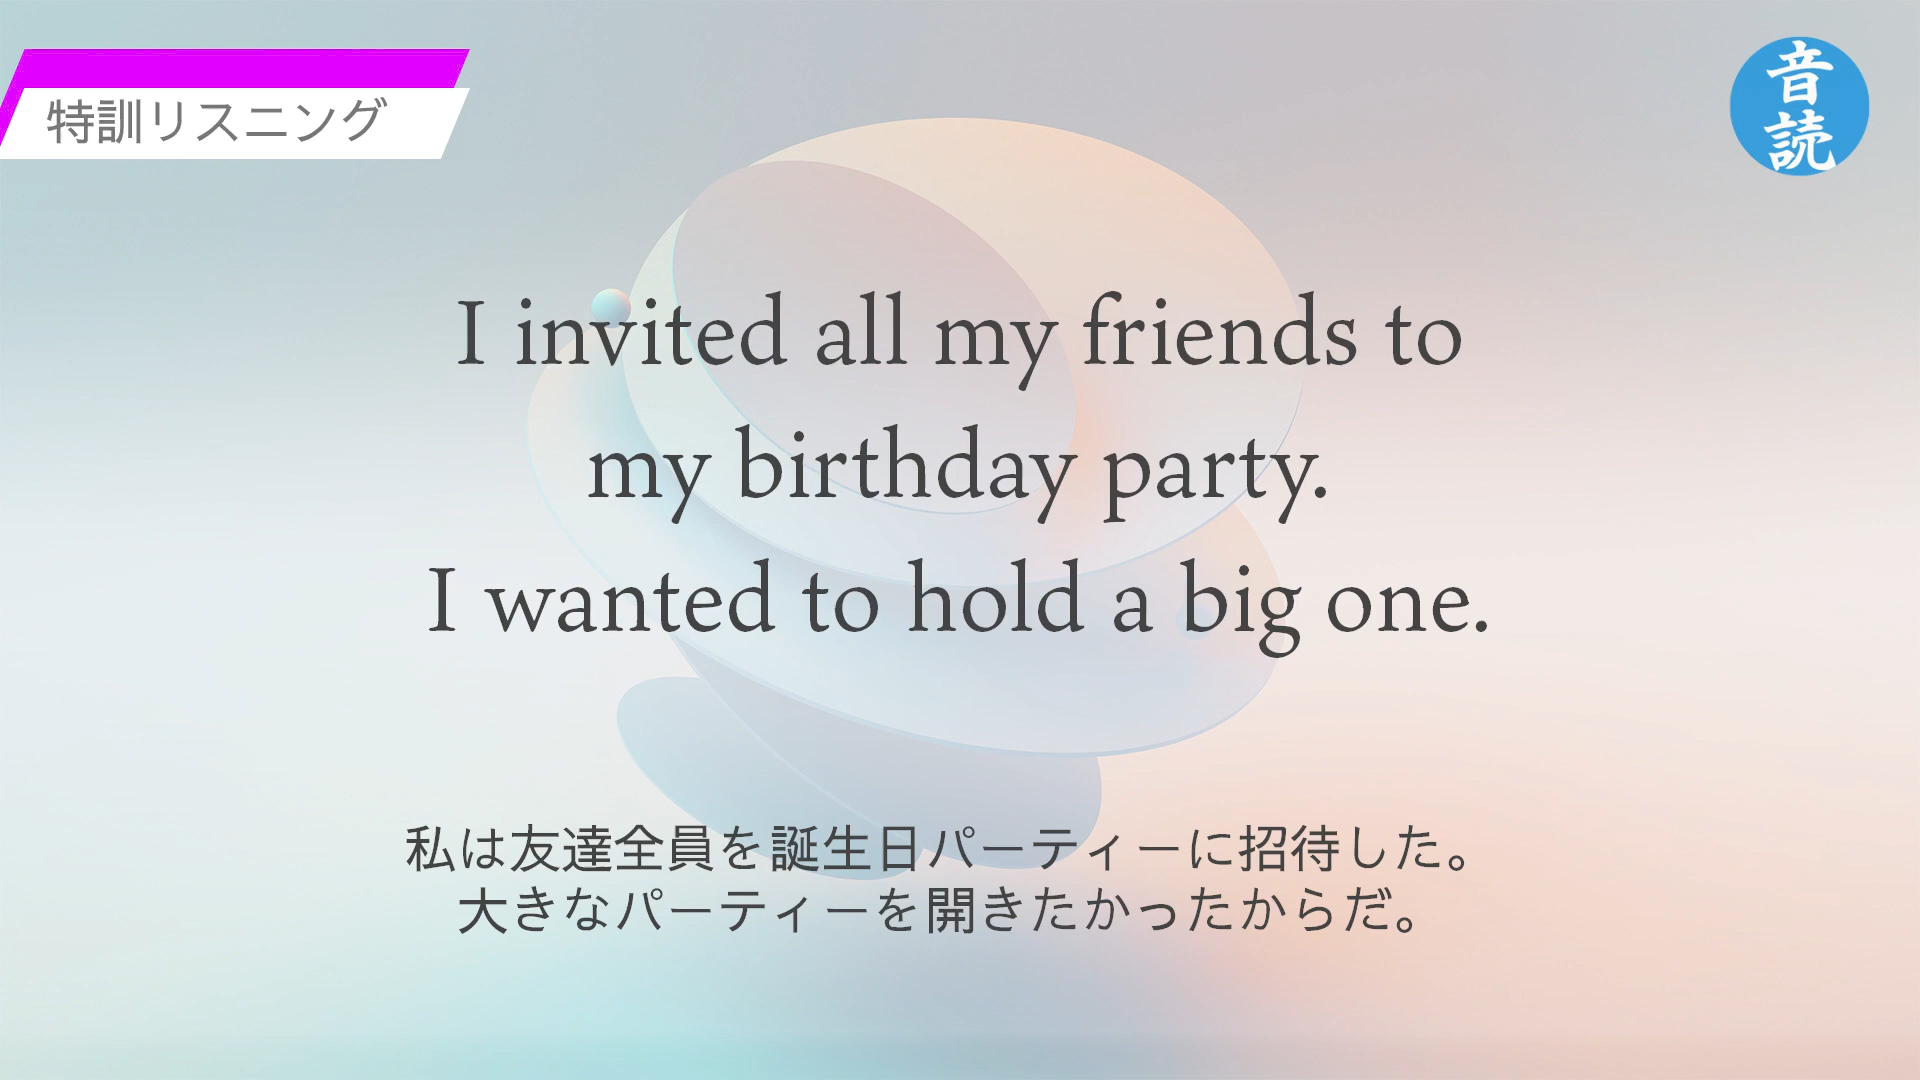 特訓リスニング
音読
I invited all my friends to
my birthday party.
I wanted to hold a big one.
私は友達全員を誕生日パーティーに招待した。
大きなパーティーを開きたかったからだ。